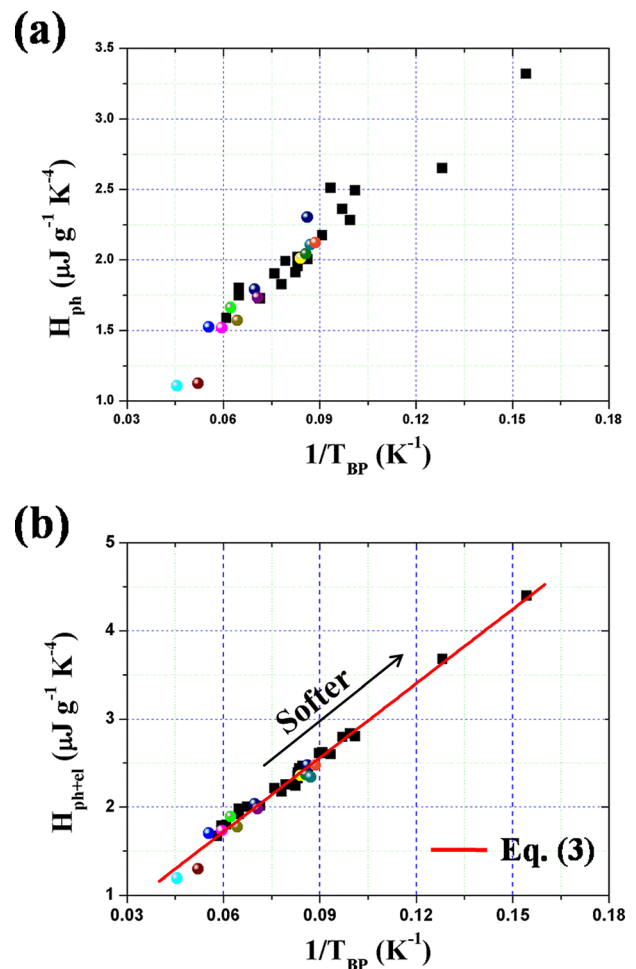 (a)
3.5
3.0
2.5
2.0
1.5
1.0
H_ph (μJ g^-1 K^-4)
0.03 0.06 0.09 0.12 0.15 0.18
1/T_BP (K^-1)
(b)
5
4
3
2
1
H_ph+el (μJ g^-1 K^-4)
Softer
Eq. (3)
0.03 0.06 0.09 0.12 0.15 0.18
1/T_BP (K^-1)